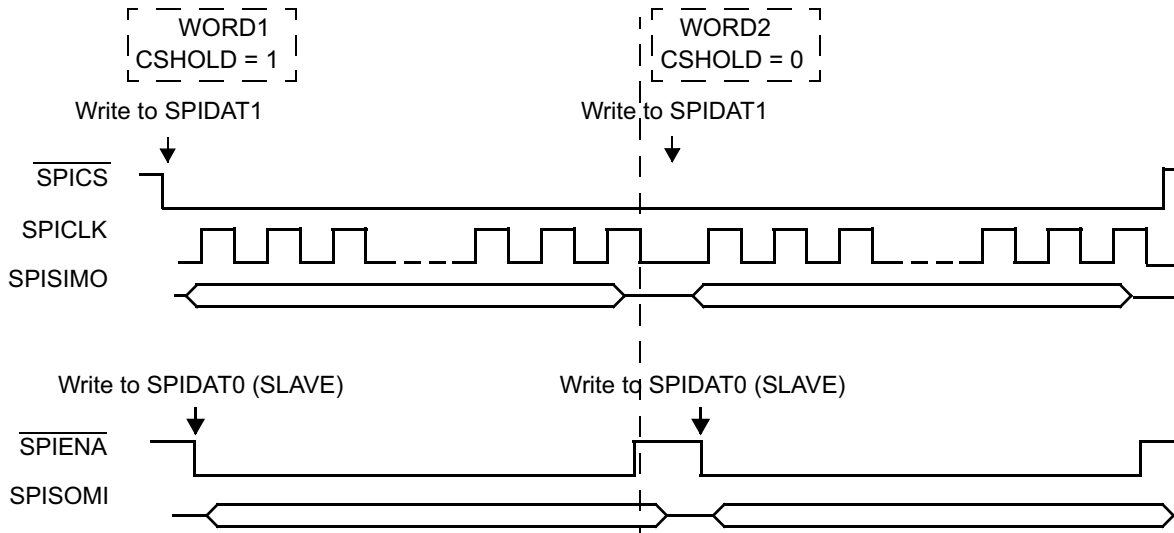 WORD1
CSHOLD = 1
WORD2
CSHOLD = 0
Write to SPIDAT1
Write to SPIDAT1
SPICS
SPICLK
SPISIMO
Write to SPIDAT0 (SLAVE)
Write to SPIDAT0 (SLAVE)
SPIENA
SPISOMI